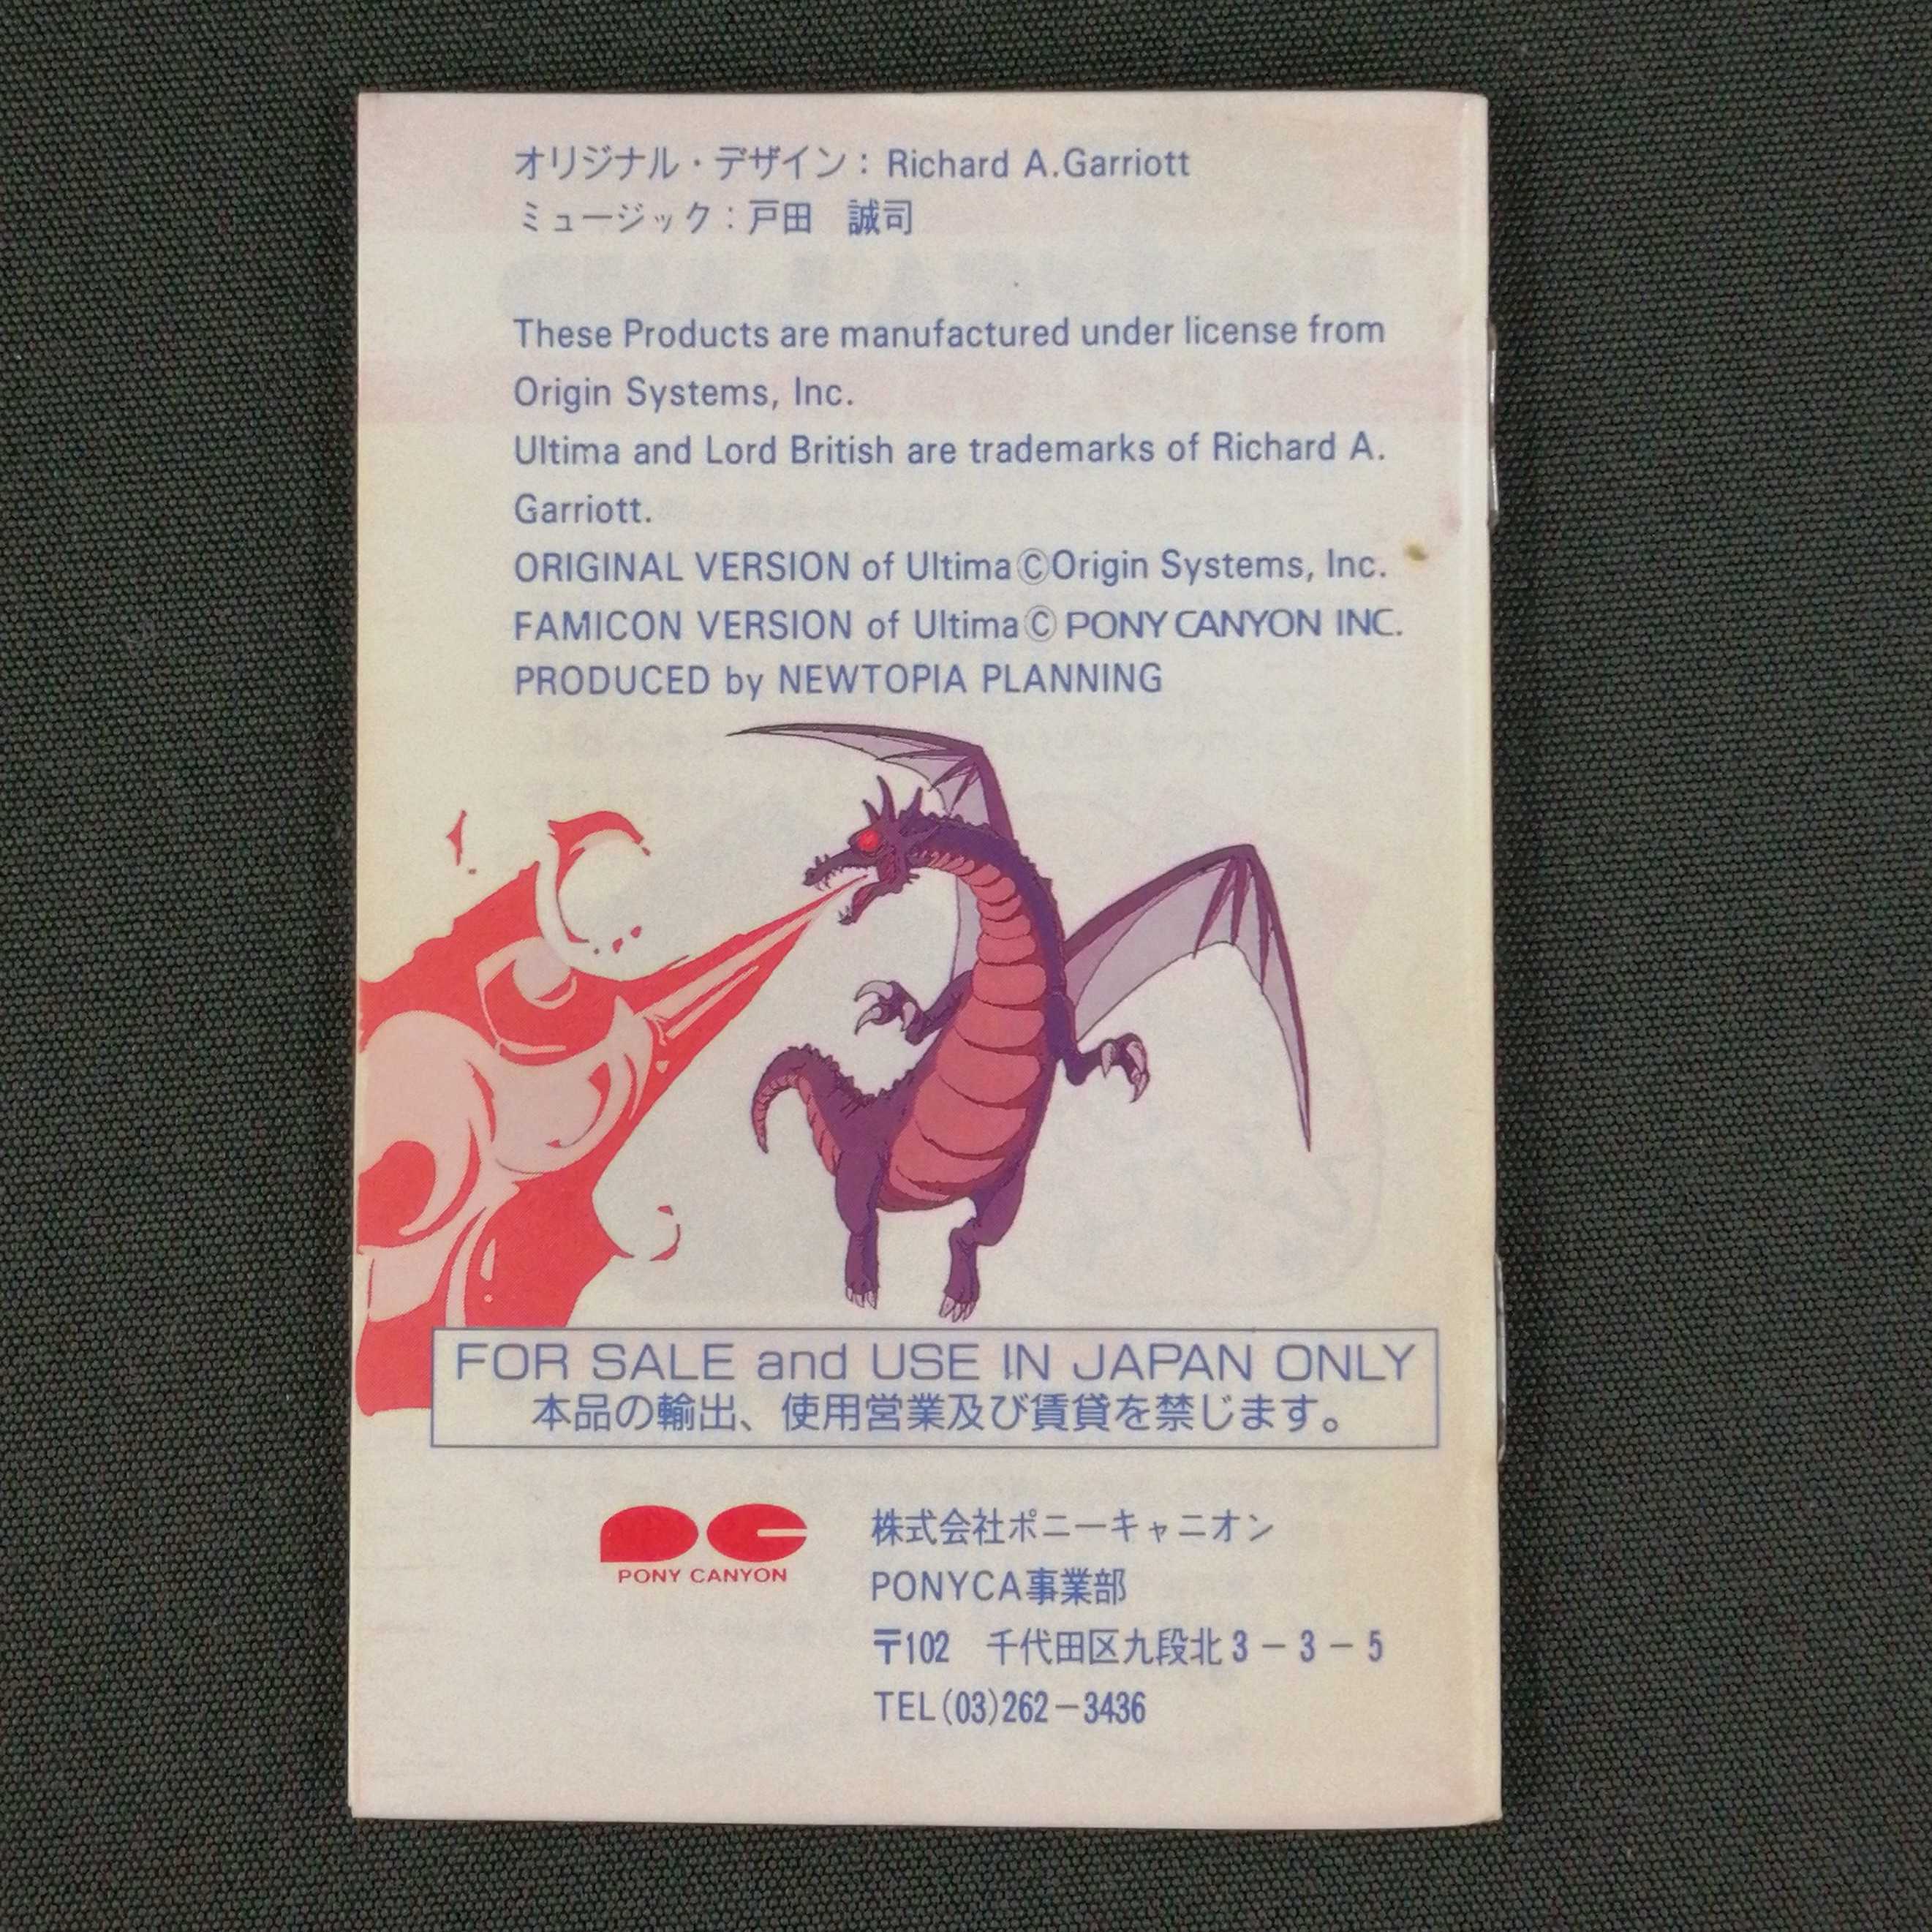 オリジナル・デザイン：Richard A.Garriott
ミュージック：戸田　誠司
These Products are manufactured under license from
Origin Systems, Inc.
Ultima and Lord British are trademarks of Richard A.
Garriott.
ORIGINAL VERSION of Ultima©Origin Systems, Inc.
FAMICON VERSION of Ultima© PONY CANYON INC.
PRODUCED by NEWTOPIA PLANNING
FOR SALE and USE IN JAPAN ONLY
本品の輸出、使用営業及び賃貸を禁じます。
PC
PONY CANYON
株式会社ポニーキャニオン
PONYCA事業部
〒102　千代田区九段北3－3－5
TEL(03)262－3436